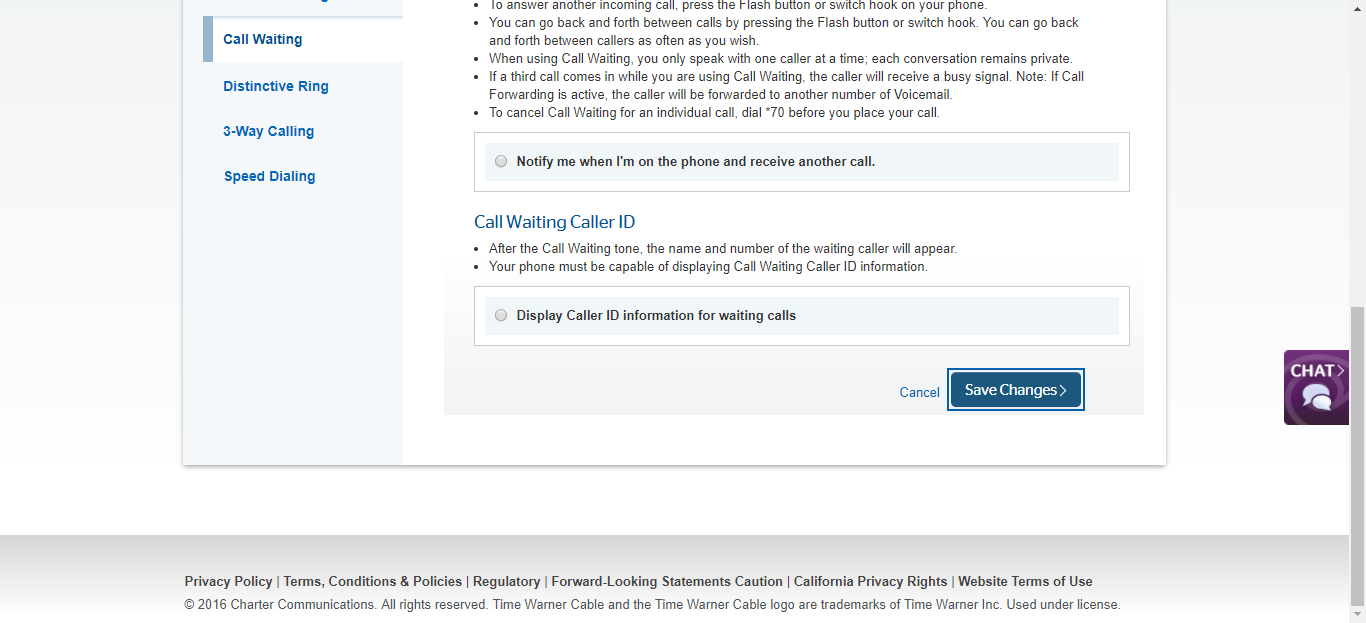 To answer another incoming call, press the Flash button or switch hook on your phone.
Call Waiting
Distinctive Ring
3-Way Calling
Speed Dialing
You can go back and forth between calls by pressing the Flash button or switch hook. You can go back
and forth between callers as often as you wish.
When using Call Waiting, you only speak with one caller at a time; each conversation remains private.
If a third call comes in while you are using Call Waiting, the caller will receive a busy signal. Note: If Call
Forwarding is active, the caller will be forwarded to another number of Voicemail.
To cancel Call Waiting for an individual call, dial *70 before you place your call.
Notify me when I'm on the phone and receive another call.
Call Waiting Caller ID
After the Call Waiting tone, the name and number of the waiting caller will appear.
Your phone must be capable of displaying Call Waiting Caller ID information.
Display Caller ID information for waiting calls
Cancel
Save Changes
CHAT
Privacy Policy | Terms, Conditions & Policies | Regulatory | Forward-Looking Statements Caution | California Privacy Rights | Website Terms of Use
© 2016 Charter Communications. All rights reserved. Time Warner Cable and the Time Warner Cable logo are trademarks of Time Warner Inc. Used under license.